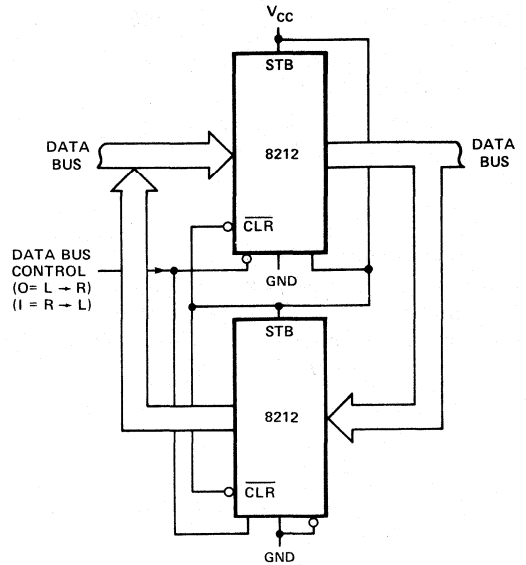 VCC
STB
DATA
BUS
8212
DATA
BUS
CLR
DATA BUS
CONTROL
(O= L → R)
(I = R → L)
GND
STB
8212
CLR
GND